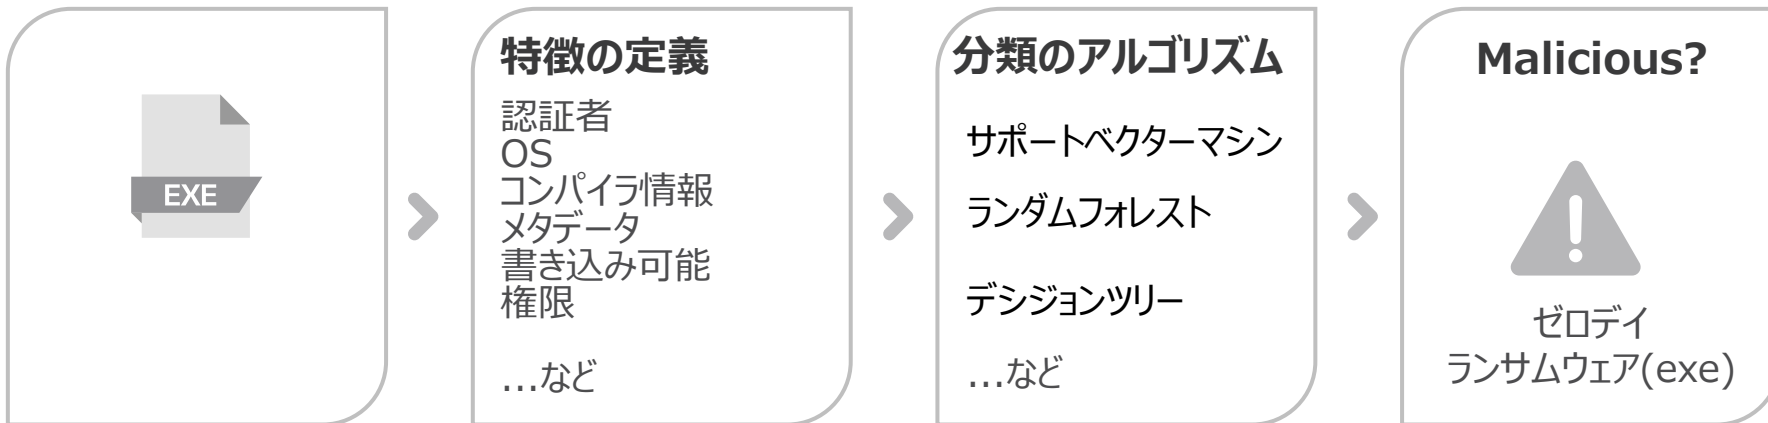 EXE
特徴の定義
認証者
OS
コンパイラ情報
メタデータ
書き込み可能
権限
...など
分類のアルゴリズム
サポートベクターマシン
ランダムフォレスト
デシジョンツリー
...など
Malicious?
ゼロデイ
ランサムウェア(exe)